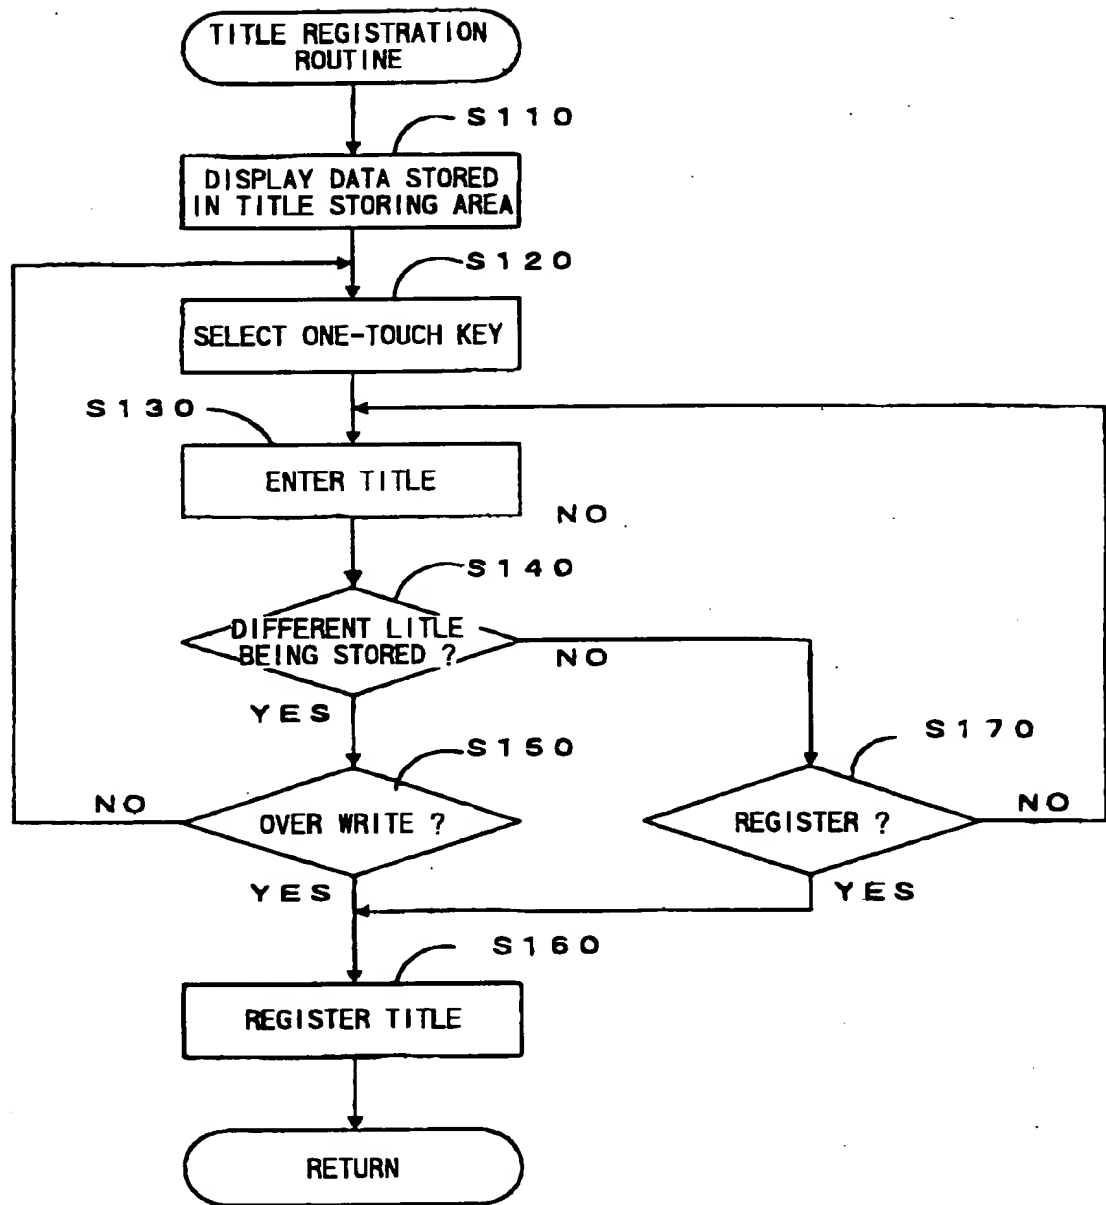 TITLE REGISTRATION
ROUTINE
S110
DISPLAY DATA STORED
IN TITLE STORING AREA
S120
SELECT ONE-TOUCH KEY
S130
ENTER TITLE
NO
S140
DIFFERENT LITLE
BEING STORED ?
NO
YES
S150
S170
NO
OVER WRITE ?
REGISTER ?
NO
YES
YES
S160
REGISTER TITLE
RETURN